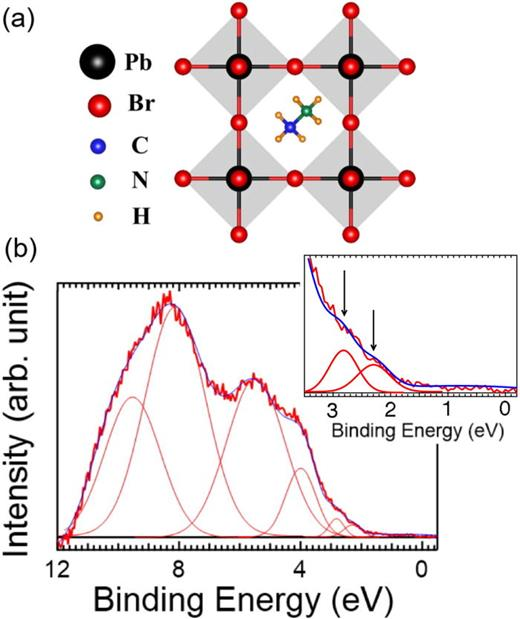 (a)
Pb
Br
C
N
H
(b)
Intensity (arb. unit)
12
8
4
0
Binding Energy (eV)
3
2
1
0
Binding Energy (eV)